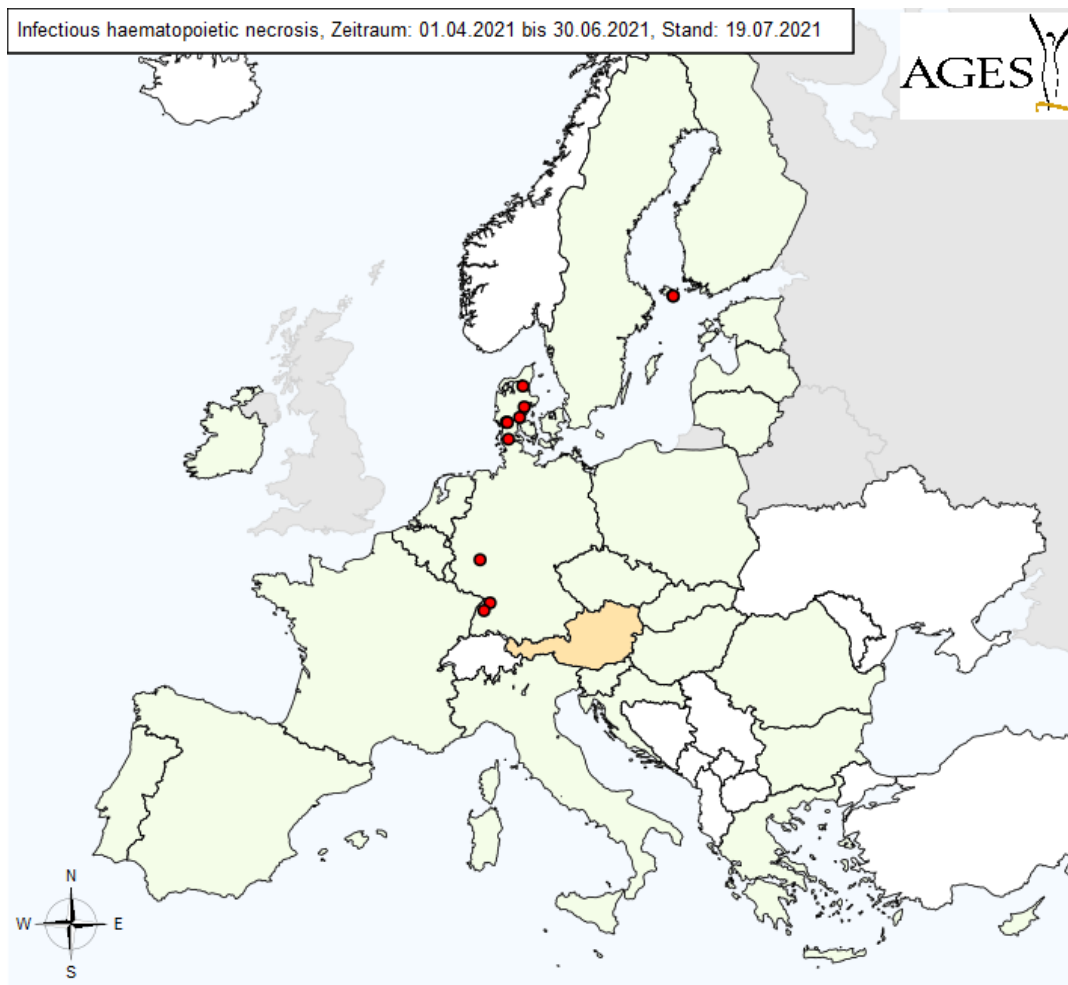 Infectious haematopoietic necrosis, Zeitraum: 01.04.2021 bis 30.06.2021, Stand: 19.07.2021
AGES
N
W E
S